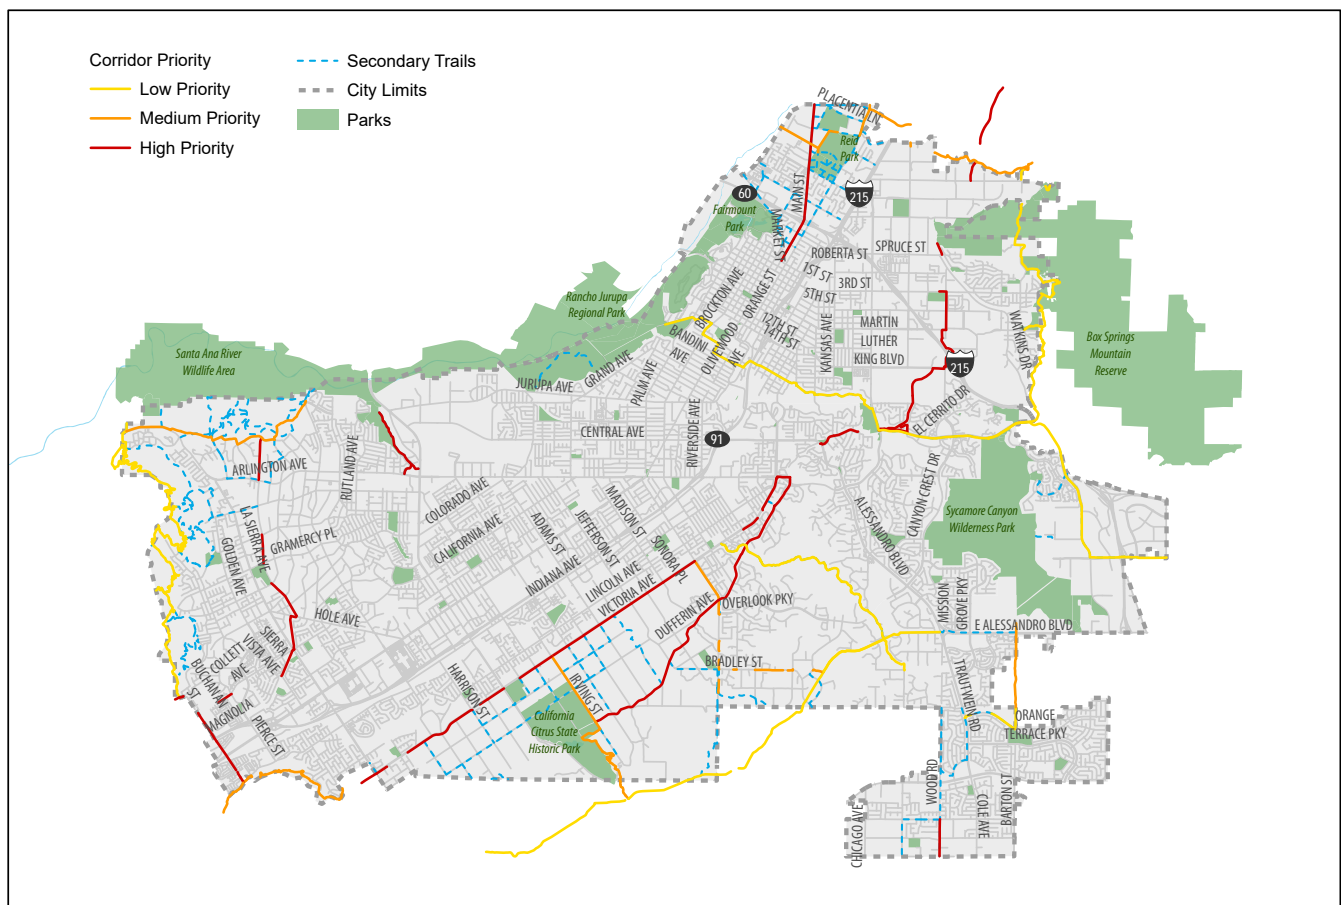 Corridor Priority
Low Priority
Medium Priority
High Priority
Secondary Trails
City Limits
Parks
PLACENTIA LN
Reid
Park
60
215
Fairmount
Park
MAIN ST
MARKET ST
ROBERTA ST
SPRUCE ST
1ST ST
3RD ST
5TH ST
BROCKTON AVE
ORANGE ST
12TH ST
14TH ST
KANSAS AVE
MARTIN
LUTHER
KING BLVD
WATKINS DR
Box Springs
Mountain
Reserve
Rancho Jurupa
Regional Park
BANDINI
AVE
OLIVEWOOD
AVE
Santa Ana River
Wildlife Area
JURUPA AVE
GRAND AVE
PALM AVE
215
EL CERRITO DR
CENTRAL AVE
RIVERSIDE AVE
91
RUTLAND AVE
ARLINGTON AVE
COLORADO AVE
CALIFORNIA AVE
LA SIERRA AVE
GOLDEN AVE
GRAMERCY PL
HOLE AVE
ADAMS ST
JEFFERSON ST
MADISON ST
SONORA PL
INDIANA AVE
LINCOLN AVE
VICTORIA AVE
DUFFERIN AVE
OVERLOOK PKY
BRADLEY ST
ALESSANDRO BLVD
CANYON CREST DR
Sycamore Canyon
Wilderness Park
MISSION
GROVE PKY
E ALESSANDRO BLVD
SIERRA
VISTA AVE
COLLETT
AVE
BUCHANAN
ST
MAGNOLIA
PIERCE ST
HARRISON ST
IRVING ST
California
Citrus State
Historic Park
TRAUTWEIN RD
ORANGE
TERRACE PKY
WOOD RD
CHICAGO AVE
COLE AVE
BARTON ST